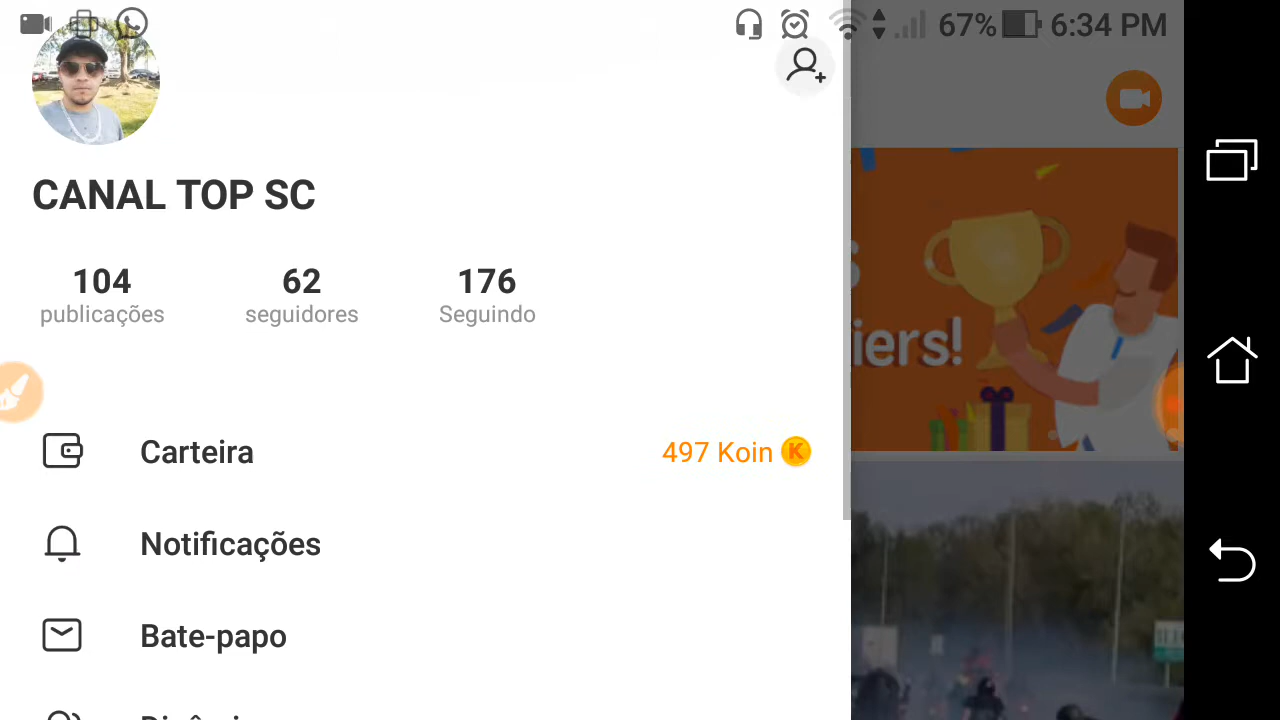 67% 6:34 PM
CANAL TOP SC
104 62 176
publicações seguidores Seguindo
iers!
Carteira 497 Koin K
Notificações
Bate-papo